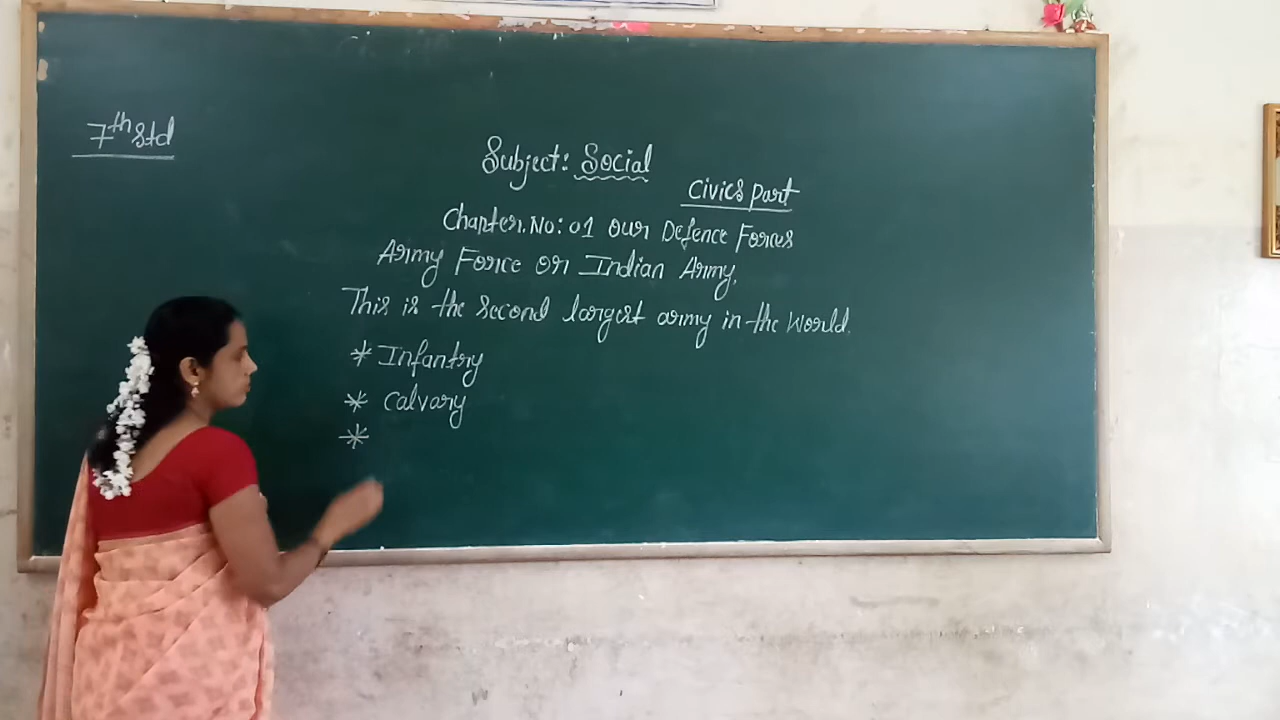 7th Std
Subject: Social
Civics part
Chapter.No: 01 Our Defence Forces
Army Force or Indian Army.
This is the second largest army in the World.
* Infantry
* Calvary
*